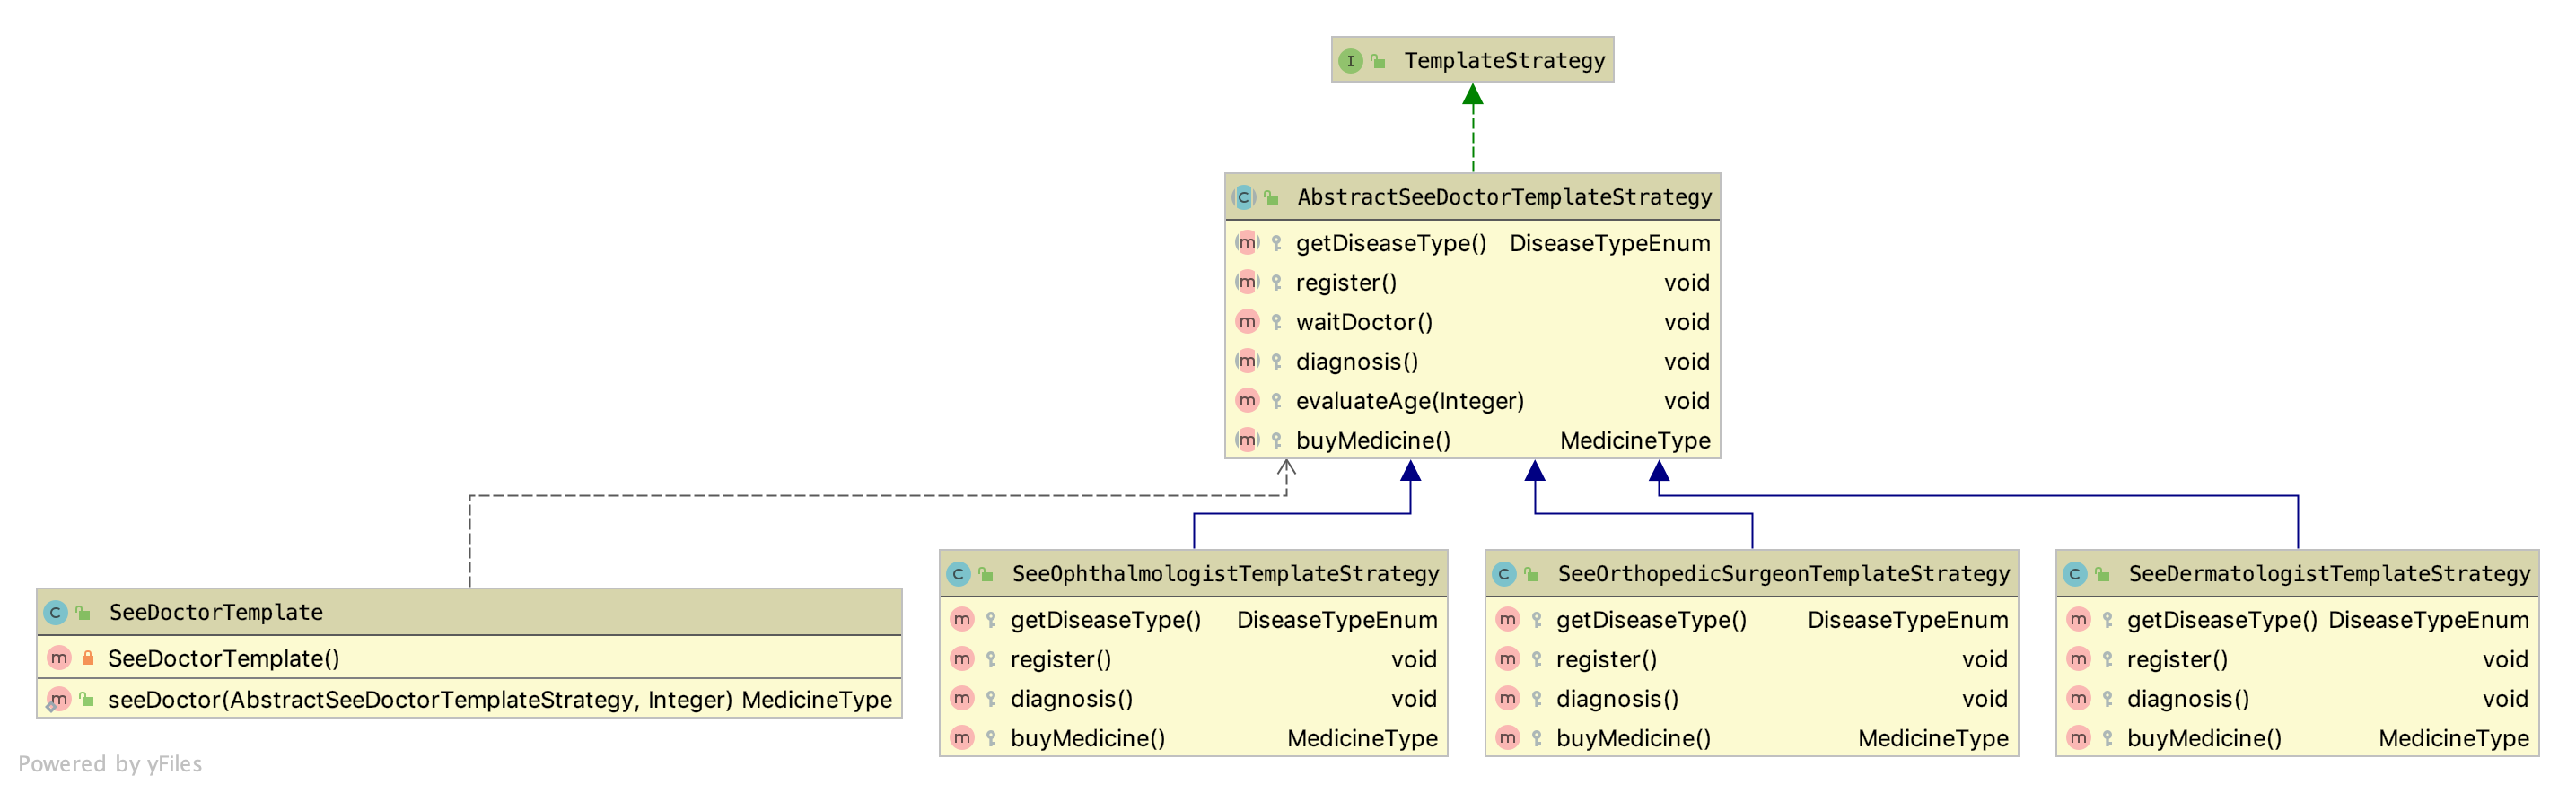 TemplateStrategy
AbstractSeeDoctorTemplateStrategy
getDiseaseType() DiseaseTypeEnum
register() void
waitDoctor() void
diagnosis() void
evaluateAge(Integer) void
buyMedicine() MedicineType
SeeDoctorTemplate
SeeDoctorTemplate()
seeDoctor(AbstractSeeDoctorTemplateStrategy, Integer) MedicineType
SeeOphthalmologistTemplateStrategy
getDiseaseType() DiseaseTypeEnum
register() void
diagnosis() void
buyMedicine() MedicineType
SeeOrthopedicSurgeonTemplateStrategy
getDiseaseType() DiseaseTypeEnum
register() void
diagnosis() void
buyMedicine() MedicineType
SeeDermatologistTemplateStrategy
getDiseaseType() DiseaseTypeEnum
register() void
diagnosis() void
buyMedicine() MedicineType
Powered by yFiles